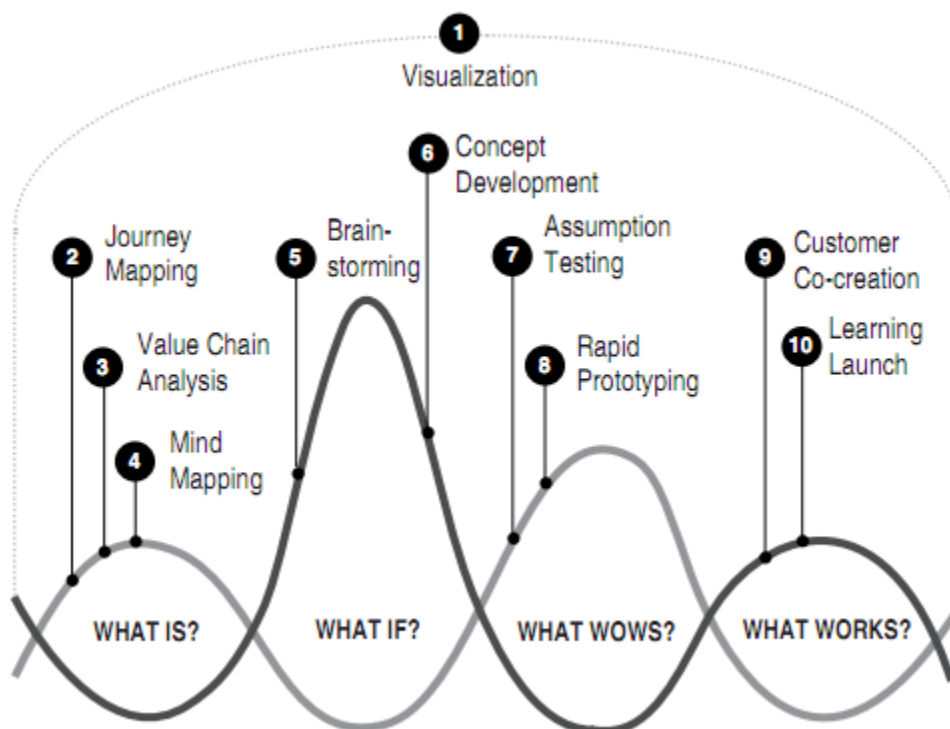 1
Visualization
6
Concept
Development
2
Journey
Mapping
5
Brain-
storming
7
Assumption
Testing
9
Customer
Co-creation
3
Value Chain
Analysis
8
Rapid
Prototyping
10
Learning
Launch
4
Mind
Mapping
WHAT IS?
WHAT IF?
WHAT WOWS?
WHAT WORKS?